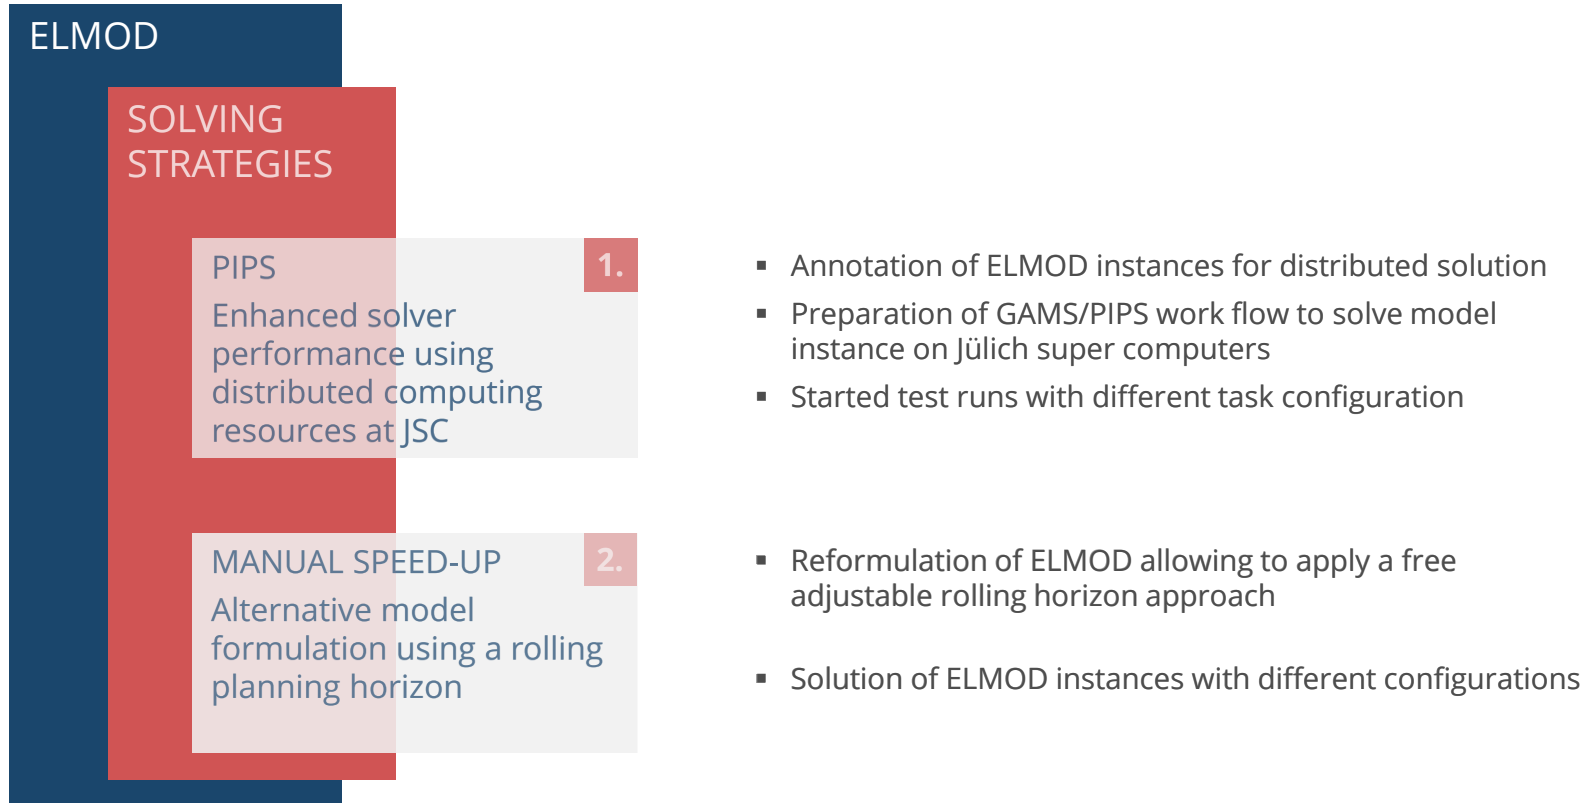 ELMOD
SOLVING
STRATEGIES
PIPS
1.
Enhanced solver
performance using
distributed computing
resources at JSC
▪ Annotation of ELMOD instances for distributed solution
▪ Preparation of GAMS/PIPS work flow to solve model
instance on Jülich super computers
▪ Started test runs with different task configuration
MANUAL SPEED-UP
2.
Alternative model
formulation using a rolling
planning horizon
▪ Reformulation of ELMOD allowing to apply a free
adjustable rolling horizon approach
▪ Solution of ELMOD instances with different configurations